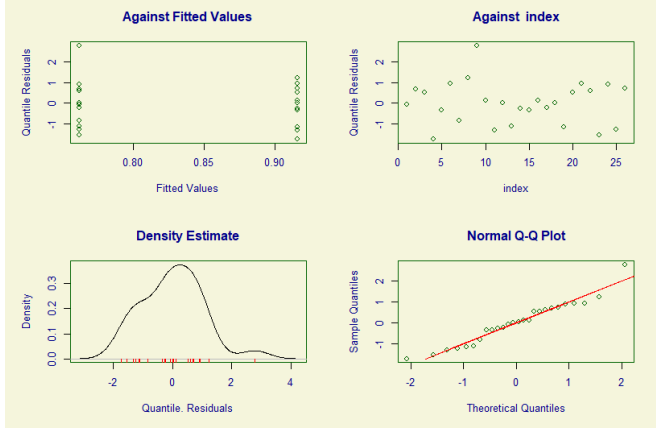 Against Fitted Values
Quantile Residuals
-1 0 1 2
0.80 0.85 0.90
Fitted Values
Against index
Quantile Residuals
-1 0 1 2
0 5 10 15 20 25
index
Density Estimate
Density
0.0 0.1 0.2 0.3
-2 0 2 4
Quantile. Residuals
Normal Q-Q Plot
Sample Quantiles
-1 0 1 2
-2 -1 0 1 2
Theoretical Quantiles